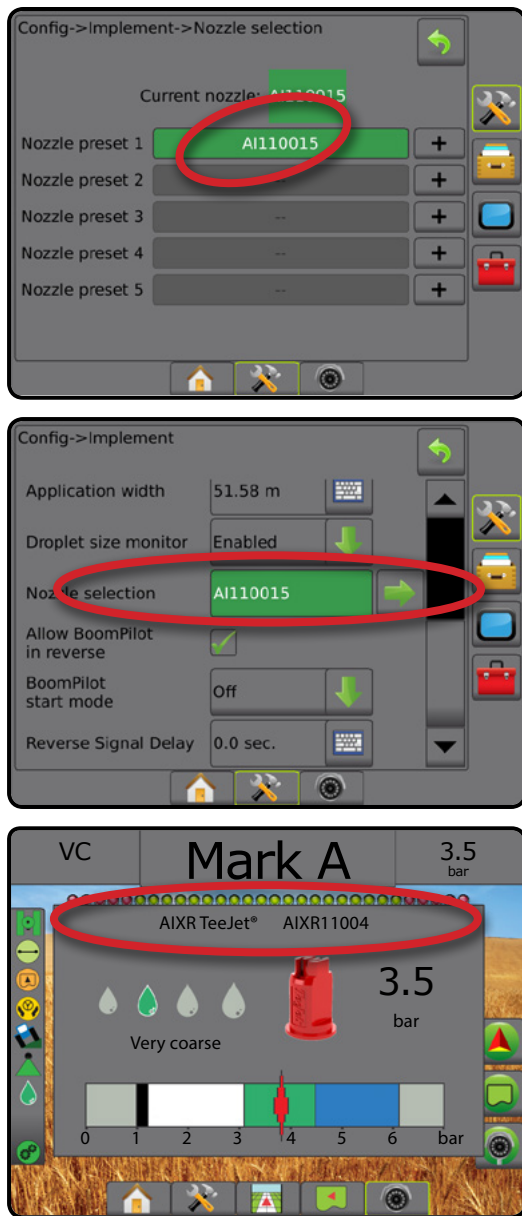 Config->Implement->Nozzle selection
Current nozzle: AI110015
Nozzle preset 1 AI110015 +
Nozzle preset 2 -- +
Nozzle preset 3 -- +
Nozzle preset 4 -- +
Nozzle preset 5 -- +
Config->Implement
Application width 51.58 m
Droplet size monitor Enabled
Nozzle selection AI110015
Allow BoomPilot
in reverse
BoomPilot
start mode Off
Reverse Signal Delay 0.0 sec.
VC Mark A 3.5
bar
AIXR TeeJet® AIXR11004
3.5
bar
Very coarse
0 1 2 3 4 5 6 bar